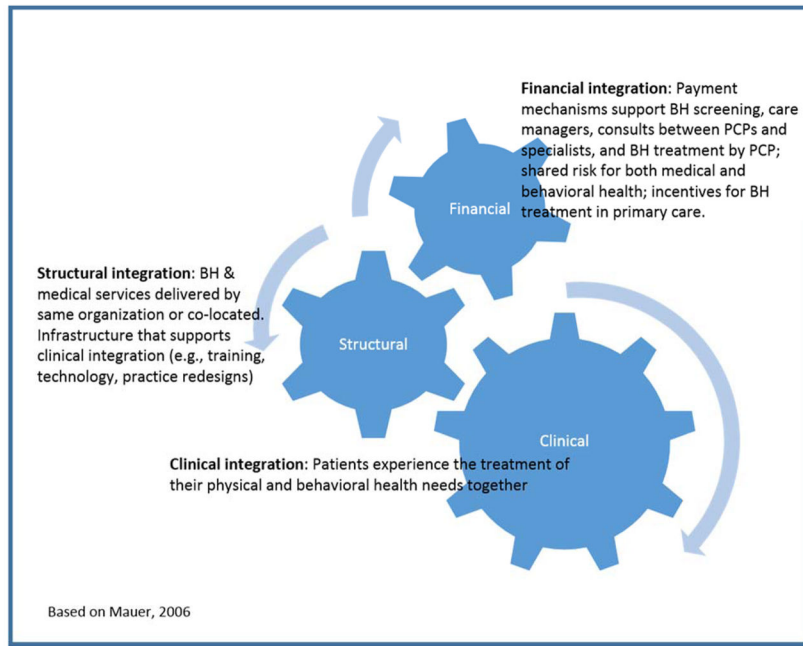 Financial integration: Payment
mechanisms support BH screening, care
managers, consults between PCPs and
specialists, and BH treatment by PCP;
shared risk for both medical and
behavioral health; incentives for BH
treatment in primary care.
Financial
Structural integration: BH &
medical services delivered by
same organization or co-located.
Infrastructure that supports
clinical integration (e.g., training,
technology, practice redesigns)
Structural
Clinical
Clinical integration: Patients experience the treatment of
their physical and behavioral health needs together
Based on Mauer, 2006